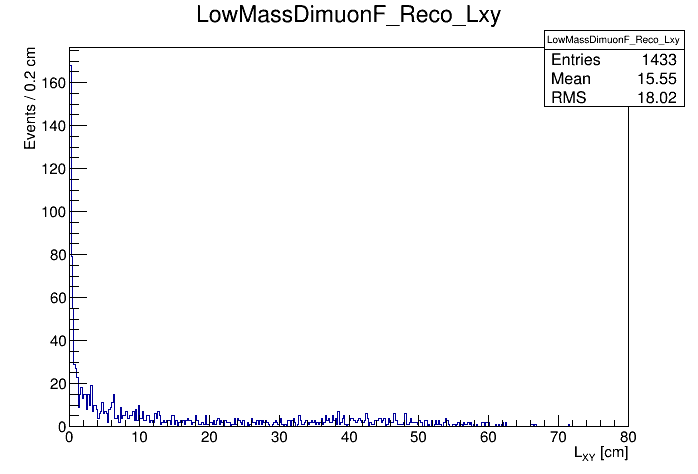 LowMassDimuonF_Reco_Lxy
LowMassDimuonF_Reco_Lxy
Entries 1433
Mean 15.55
RMS 18.02
Events / 0.2 cm
160
140
120
100
80
60
40
20
0
0 10 20 30 40 50 60 70 80
L_XY [cm]